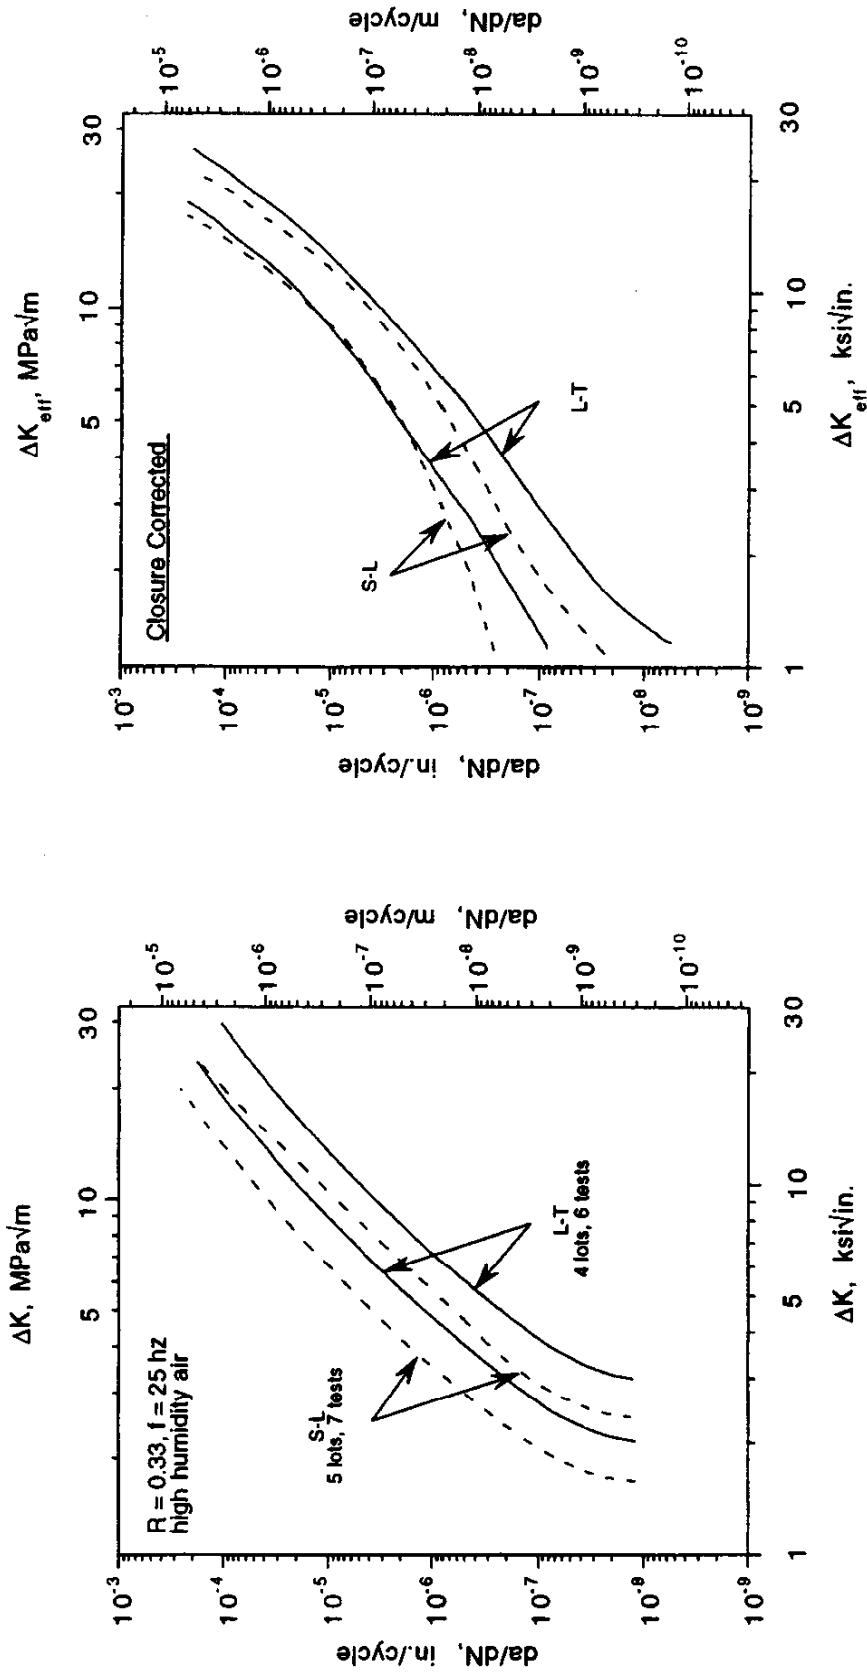 ΔK, MPa√m
5
10
30
R = 0.33, f = 25 hz
high humidity air
S-L
5 lots, 7 tests
L-T
4 lots, 6 tests
da/dN, in./cycle
10⁻³
10⁻⁴
10⁻⁵
10⁻⁶
10⁻⁷
10⁻⁸
10⁻⁹
da/dN, m/cycle
10⁻⁵
10⁻⁶
10⁻⁷
10⁻⁸
10⁻⁹
10⁻¹⁰
1
5
10
30
ΔK, ksi√in.
ΔKeff, MPa√m
5
10
30
Closure Corrected
S-L
L-T
da/dN, in./cycle
10⁻³
10⁻⁴
10⁻⁵
10⁻⁶
10⁻⁷
10⁻⁸
10⁻⁹
da/dN, m/cycle
10⁻⁵
10⁻⁶
10⁻⁷
10⁻⁸
10⁻⁹
10⁻¹⁰
1
5
10
30
ΔKeff, ksi√in.